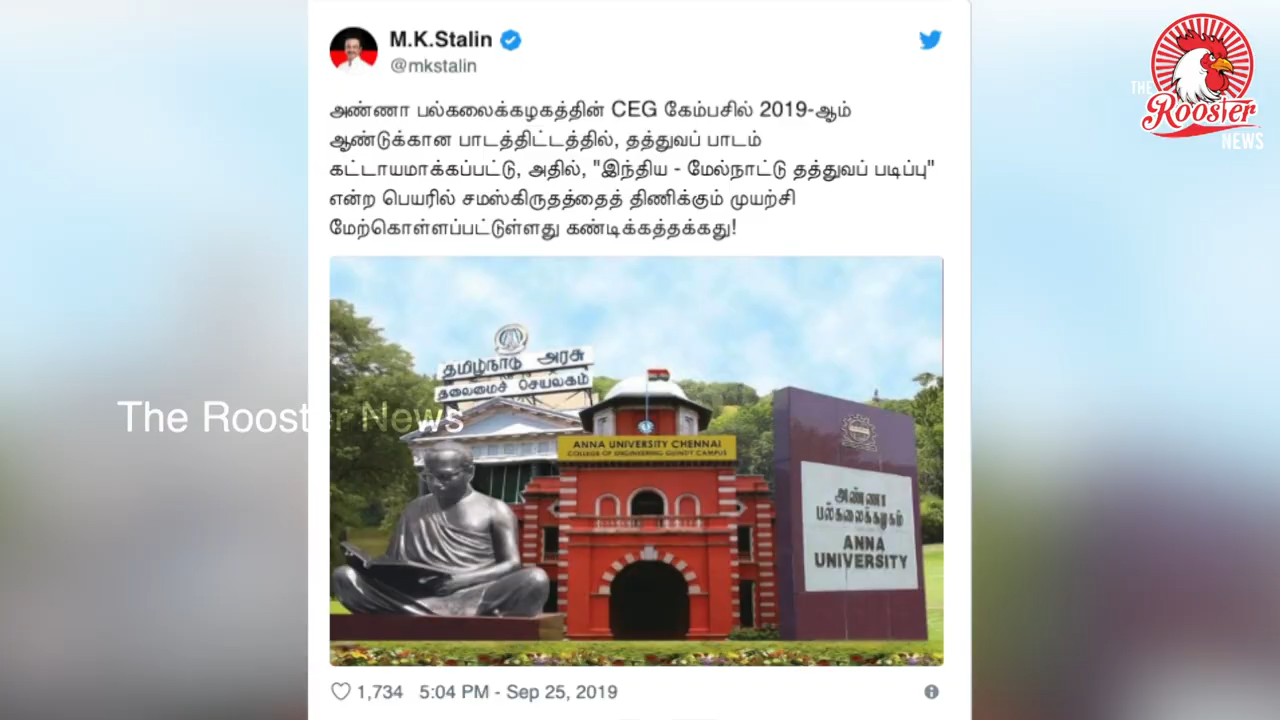 M.K.Stalin
@mkstalin
THE
Rooster
NEWS
அண்ணா பல்கலைக்கழகத்தின் CEG கேம்பசில் 2019-ஆம்
ஆண்டுக்கான பாடத்திட்டத்தில், தத்துவப் பாடம்
கட்டாயமாக்கப்பட்டு, அதில், "இந்திய - மேல்நாட்டு தத்துவப் படிப்பு"
என்ற பெயரில் சமஸ்கிருதத்தைத் திணிக்கும் முயற்சி
மேற்கொள்ளப்பட்டுள்ளது கண்டிக்கத்தக்கது!
தமிழ்நாடு அரசு
தலைமைச் செயலகம்
The Rooster News
ANNA UNIVERSITY CHENNAI
COLLEGE OF ENGINEERING GUINDY CAMPUS
அண்ணா
பல்கலைக்கழகம்
ANNA
UNIVERSITY
1,734 5:04 PM - Sep 25, 2019